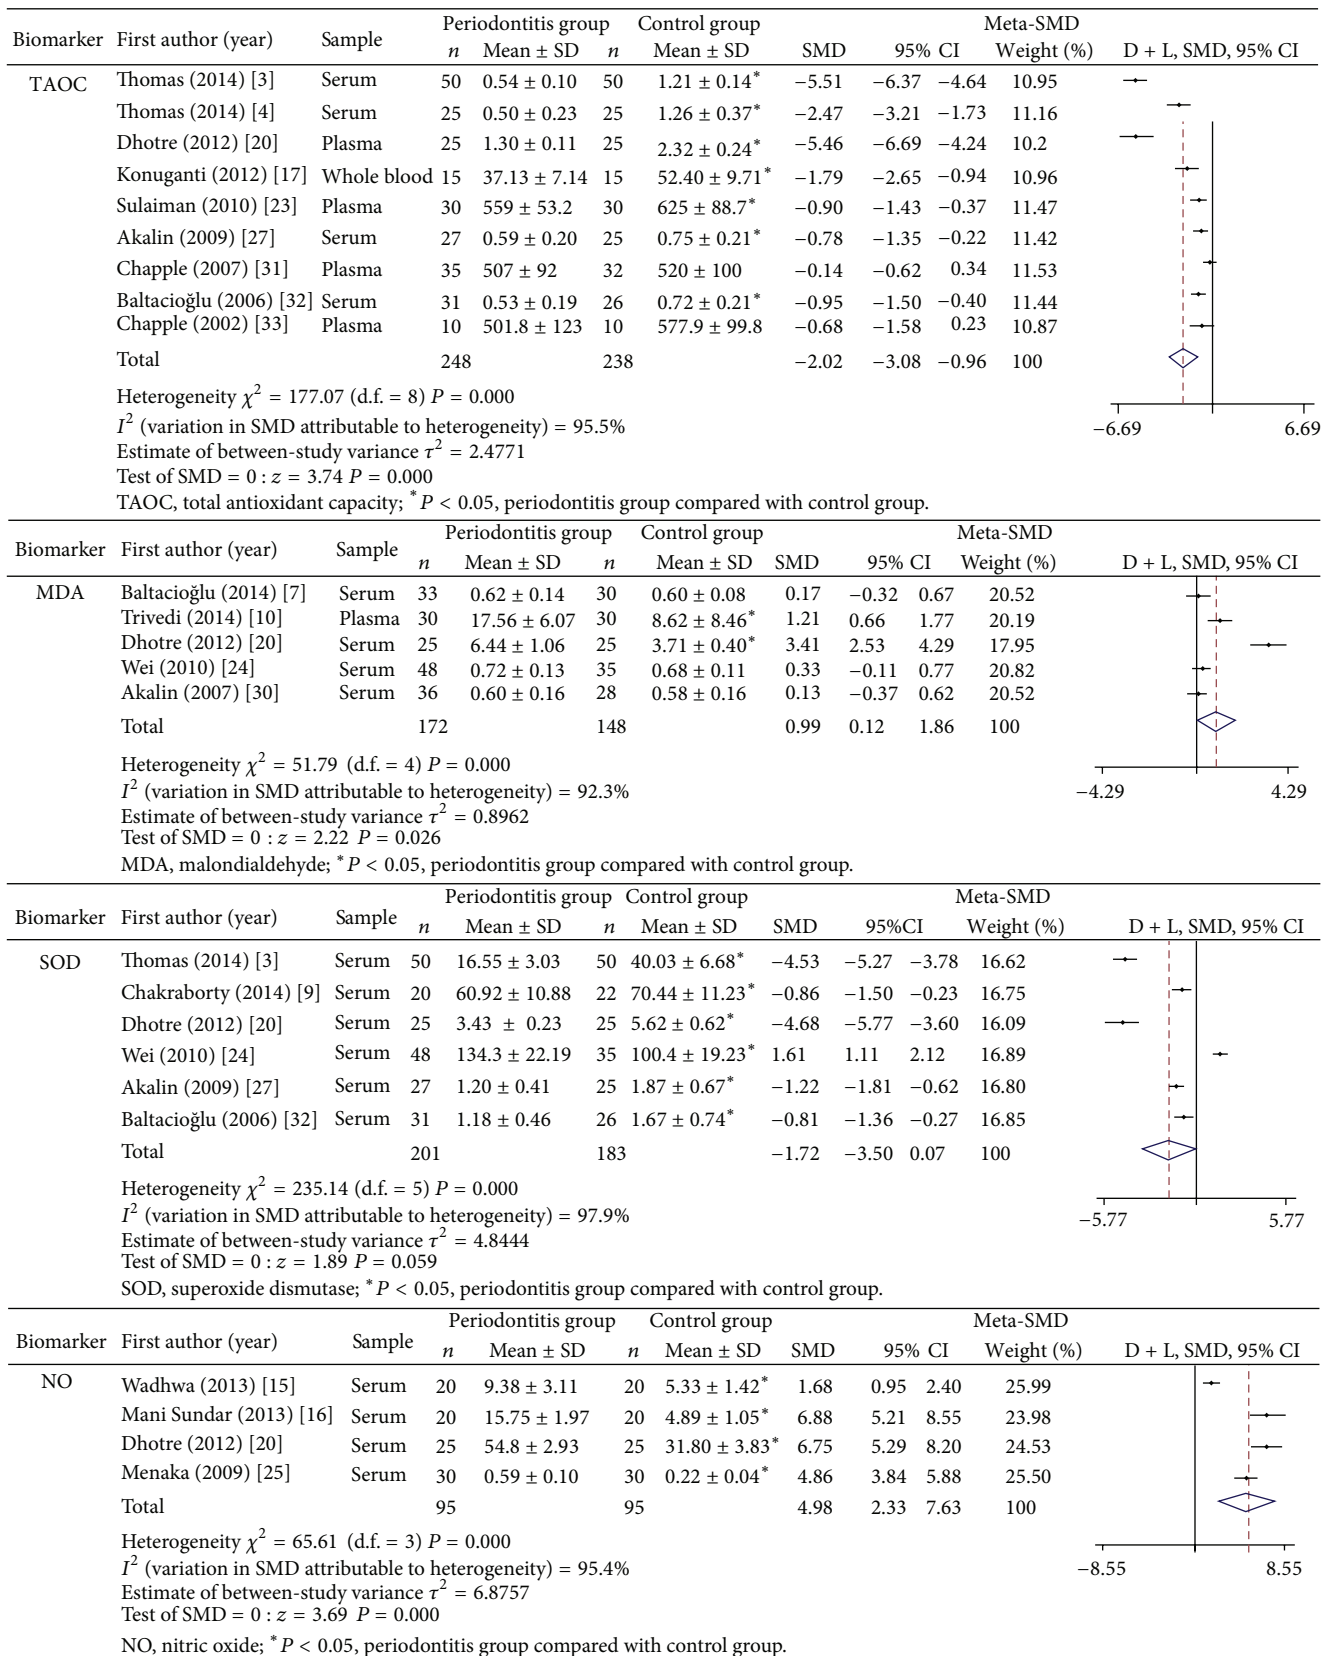 Biomarker First author (year) Sample Periodontitis group Control group Meta-SMD
n Mean ± SD n Mean ± SD SMD 95% CI Weight (%) D + L, SMD, 95% CI
TAOC Thomas (2014) [3] Serum 50 0.54 ± 0.10 50 1.21 ± 0.14* −5.51 −6.37 −4.64 10.95
Thomas (2014) [4] Serum 25 0.50 ± 0.23 25 1.26 ± 0.37* −2.47 −3.21 −1.73 11.16
Dhotre (2012) [20] Plasma 25 1.30 ± 0.11 25 2.32 ± 0.24* −5.46 −6.69 −4.24 10.2
Konuganti (2012) [17] Whole blood 15 37.13 ± 7.14 15 52.40 ± 9.71* −1.79 −2.65 −0.94 10.96
Sulaiman (2010) [23] Plasma 30 559 ± 53.2 30 625 ± 88.7* −0.90 −1.43 −0.37 11.47
Akalin (2009) [27] Serum 27 0.59 ± 0.20 25 0.75 ± 0.21* −0.78 −1.35 −0.22 11.42
Chapple (2007) [31] Plasma 35 507 ± 92 32 520 ± 100 −0.14 −0.62 0.34 11.53
Baltacioğlu (2006) [32] Serum 31 0.53 ± 0.19 26 0.72 ± 0.21* −0.95 −1.50 −0.40 11.44
Chapple (2002) [33] Plasma 10 501.8 ± 123 10 577.9 ± 99.8 −0.68 −1.58 0.23 10.87
Total 248 238 −2.02 −3.08 −0.96 100
Heterogeneity χ² = 177.07 (d.f. = 8) P = 0.000
I² (variation in SMD attributable to heterogeneity) = 95.5%
−6.69 6.69
Estimate of between-study variance τ² = 2.4771
Test of SMD = 0 : z = 3.74 P = 0.000
TAOC, total antioxidant capacity; *P < 0.05, periodontitis group compared with control group.
Biomarker First author (year) Sample Periodontitis group Control group Meta-SMD
n Mean ± SD n Mean ± SD SMD 95% CI Weight (%) D + L, SMD, 95% CI
MDA Baltacioğlu (2014) [7] Serum 33 0.62 ± 0.14 30 0.60 ± 0.08 0.17 −0.32 0.67 20.52
Trivedi (2014) [10] Plasma 30 17.56 ± 6.07 30 8.62 ± 8.46* 1.21 0.66 1.77 20.19
Dhotre (2012) [20] Serum 25 6.44 ± 1.06 25 3.71 ± 0.40* 3.41 2.53 4.29 17.95
Wei (2010) [24] Serum 48 0.72 ± 0.13 35 0.68 ± 0.11 0.33 −0.11 0.77 20.82
Akalin (2007) [30] Serum 36 0.60 ± 0.16 28 0.58 ± 0.16 0.13 −0.37 0.62 20.52
Total 172 148 0.99 0.12 1.86 100
Heterogeneity χ² = 51.79 (d.f. = 4) P = 0.000
I² (variation in SMD attributable to heterogeneity) = 92.3%
−4.29 4.29
Estimate of between-study variance τ² = 0.8962
Test of SMD = 0 : z = 2.22 P = 0.026
MDA, malondialdehyde; *P < 0.05, periodontitis group compared with control group.
Biomarker First author (year) Sample Periodontitis group Control group Meta-SMD
n Mean ± SD n Mean ± SD SMD 95%CI Weight (%) D + L, SMD, 95% CI
SOD Thomas (2014) [3] Serum 50 16.55 ± 3.03 50 40.03 ± 6.68* −4.53 −5.27 −3.78 16.62
Chakraborty (2014) [9] Serum 20 60.92 ± 10.88 22 70.44 ± 11.23* −0.86 −1.50 −0.23 16.75
Dhotre (2012) [20] Serum 25 3.43 ± 0.23 25 5.62 ± 0.62* −4.68 −5.77 −3.60 16.09
Wei (2010) [24] Serum 48 134.3 ± 22.19 35 100.4 ± 19.23* 1.61 1.11 2.12 16.89
Akalin (2009) [27] Serum 27 1.20 ± 0.41 25 1.87 ± 0.67* −1.22 −1.81 −0.62 16.80
Baltacioğlu (2006) [32] Serum 31 1.18 ± 0.46 26 1.67 ± 0.74* −0.81 −1.36 −0.27 16.85
Total 201 183 −1.72 −3.50 0.07 100
Heterogeneity χ² = 235.14 (d.f. = 5) P = 0.000
I² (variation in SMD attributable to heterogeneity) = 97.9%
−5.77 5.77
Estimate of between-study variance τ² = 4.8444
Test of SMD = 0 : z = 1.89 P = 0.059
SOD, superoxide dismutase; *P < 0.05, periodontitis group compared with control group.
Biomarker First author (year) Sample Periodontitis group Control group Meta-SMD
n Mean ± SD n Mean ± SD SMD 95% CI Weight (%) D + L, SMD, 95% CI
NO Wadhwa (2013) [15] Serum 20 9.38 ± 3.11 20 5.33 ± 1.42* 1.68 0.95 2.40 25.99
Mani Sundar (2013) [16] Serum 20 15.75 ± 1.97 20 4.89 ± 1.05* 6.88 5.21 8.55 23.98
Dhotre (2012) [20] Serum 25 54.8 ± 2.93 25 31.80 ± 3.83* 6.75 5.29 8.20 24.53
Menaka (2009) [25] Serum 30 0.59 ± 0.10 30 0.22 ± 0.04* 4.86 3.84 5.88 25.50
Total 95 95 4.98 2.33 7.63 100
Heterogeneity χ² = 65.61 (d.f. = 3) P = 0.000
I² (variation in SMD attributable to heterogeneity) = 95.4%
−8.55 8.55
Estimate of between-study variance τ² = 6.8757
Test of SMD = 0 : z = 3.69 P = 0.000
NO, nitric oxide; *P < 0.05, periodontitis group compared with control group.